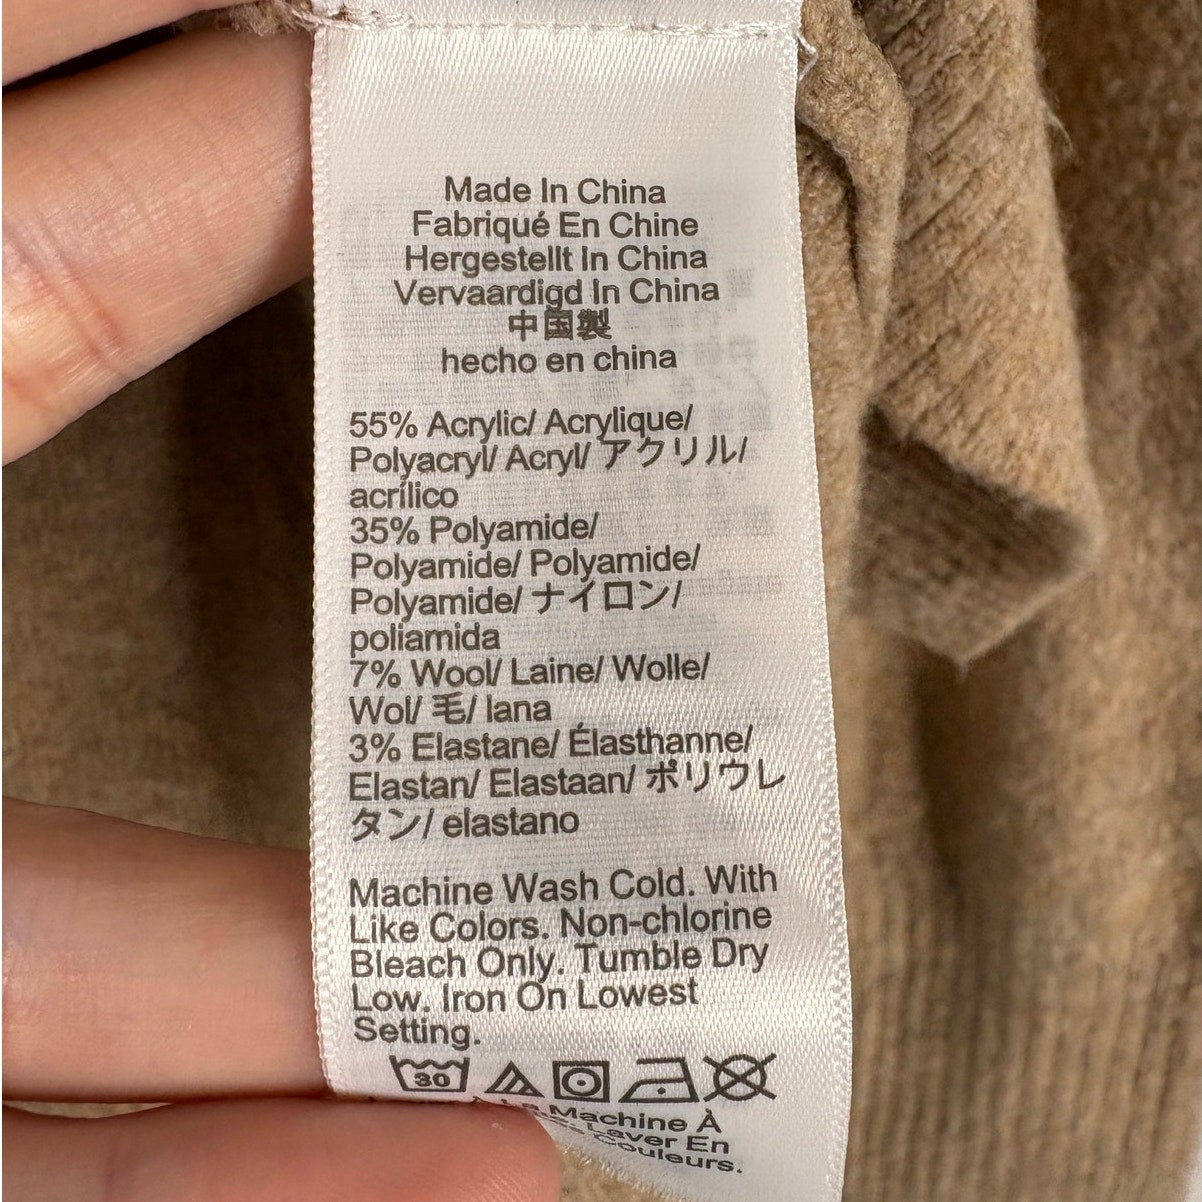 Made In China
Fabriqué En Chine
Hergestellt In China
Vervaardigd In China
中国製
hecho en china
55% Acrylic/ Acrylique/
Polyacryl/ Acryl/ アクリル/
acrílico
35% Polyamide/
Polyamide/ Polyamide/
Polyamide/ ナイロン/
poliamida
7% Wool/ Laine/ Wolle/
Wol/ 毛/ lana
3% Elastane/ Élasthanne/
Elastan/ Elastaan/ ポリウレ
タン/ elastano
Machine Wash Cold. With
Like Colors. Non-chlorine
Bleach Only. Tumble Dry
Low. Iron On Lowest
Setting.
30
Machine À
Laver En
Couleurs.